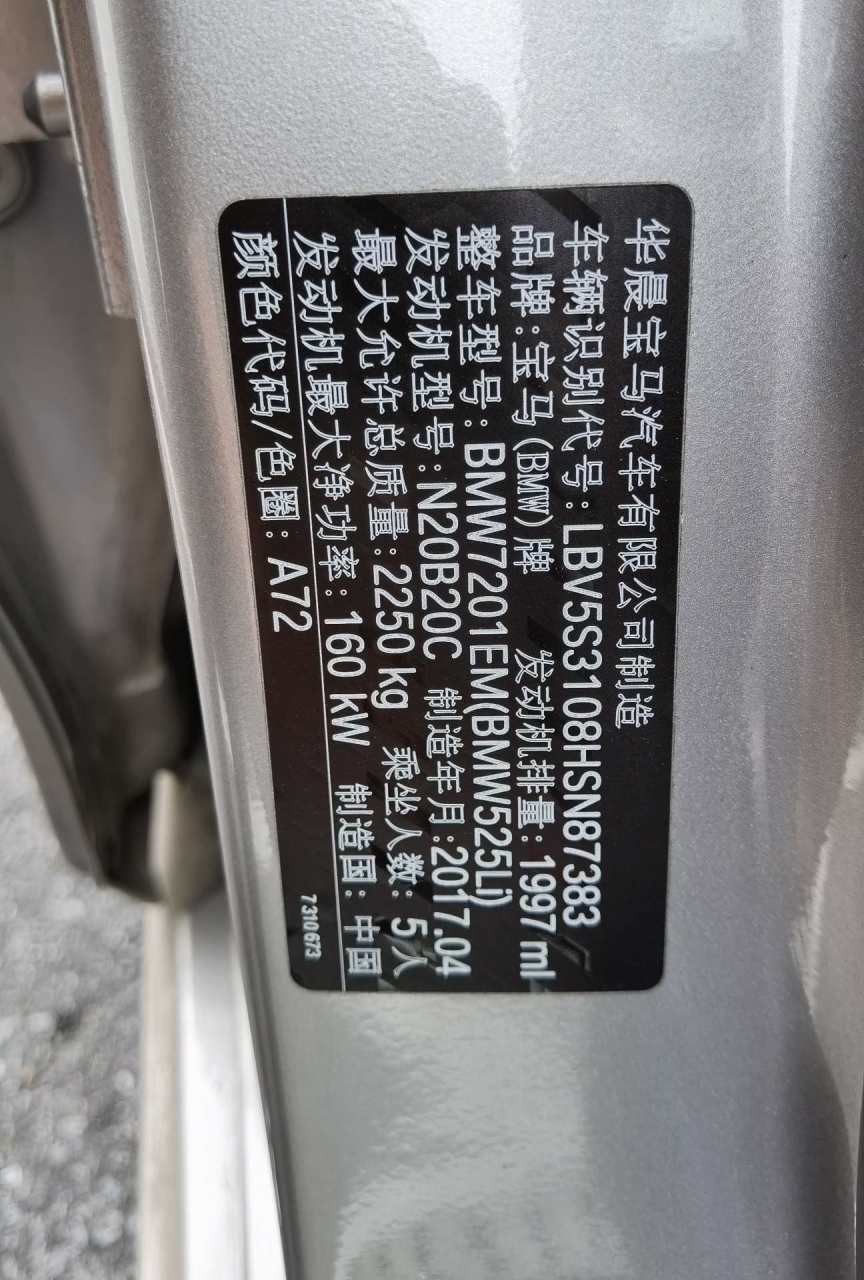 华晨宝马汽车有限公司制造
车辆识别代号:LBV5S3108HSN87383
品牌:宝马(BMW)牌 发动机排量:1997 ml
整车型号:BMW7201EM(BMW525Li)
发动机型号:N20B20C 制造年月:2017.04
最大允许总质量:2250 kg 乘坐人数:5人
发动机最大净功率:160 kW 制造国:中国
颜色代码/色圈:A72 7310673